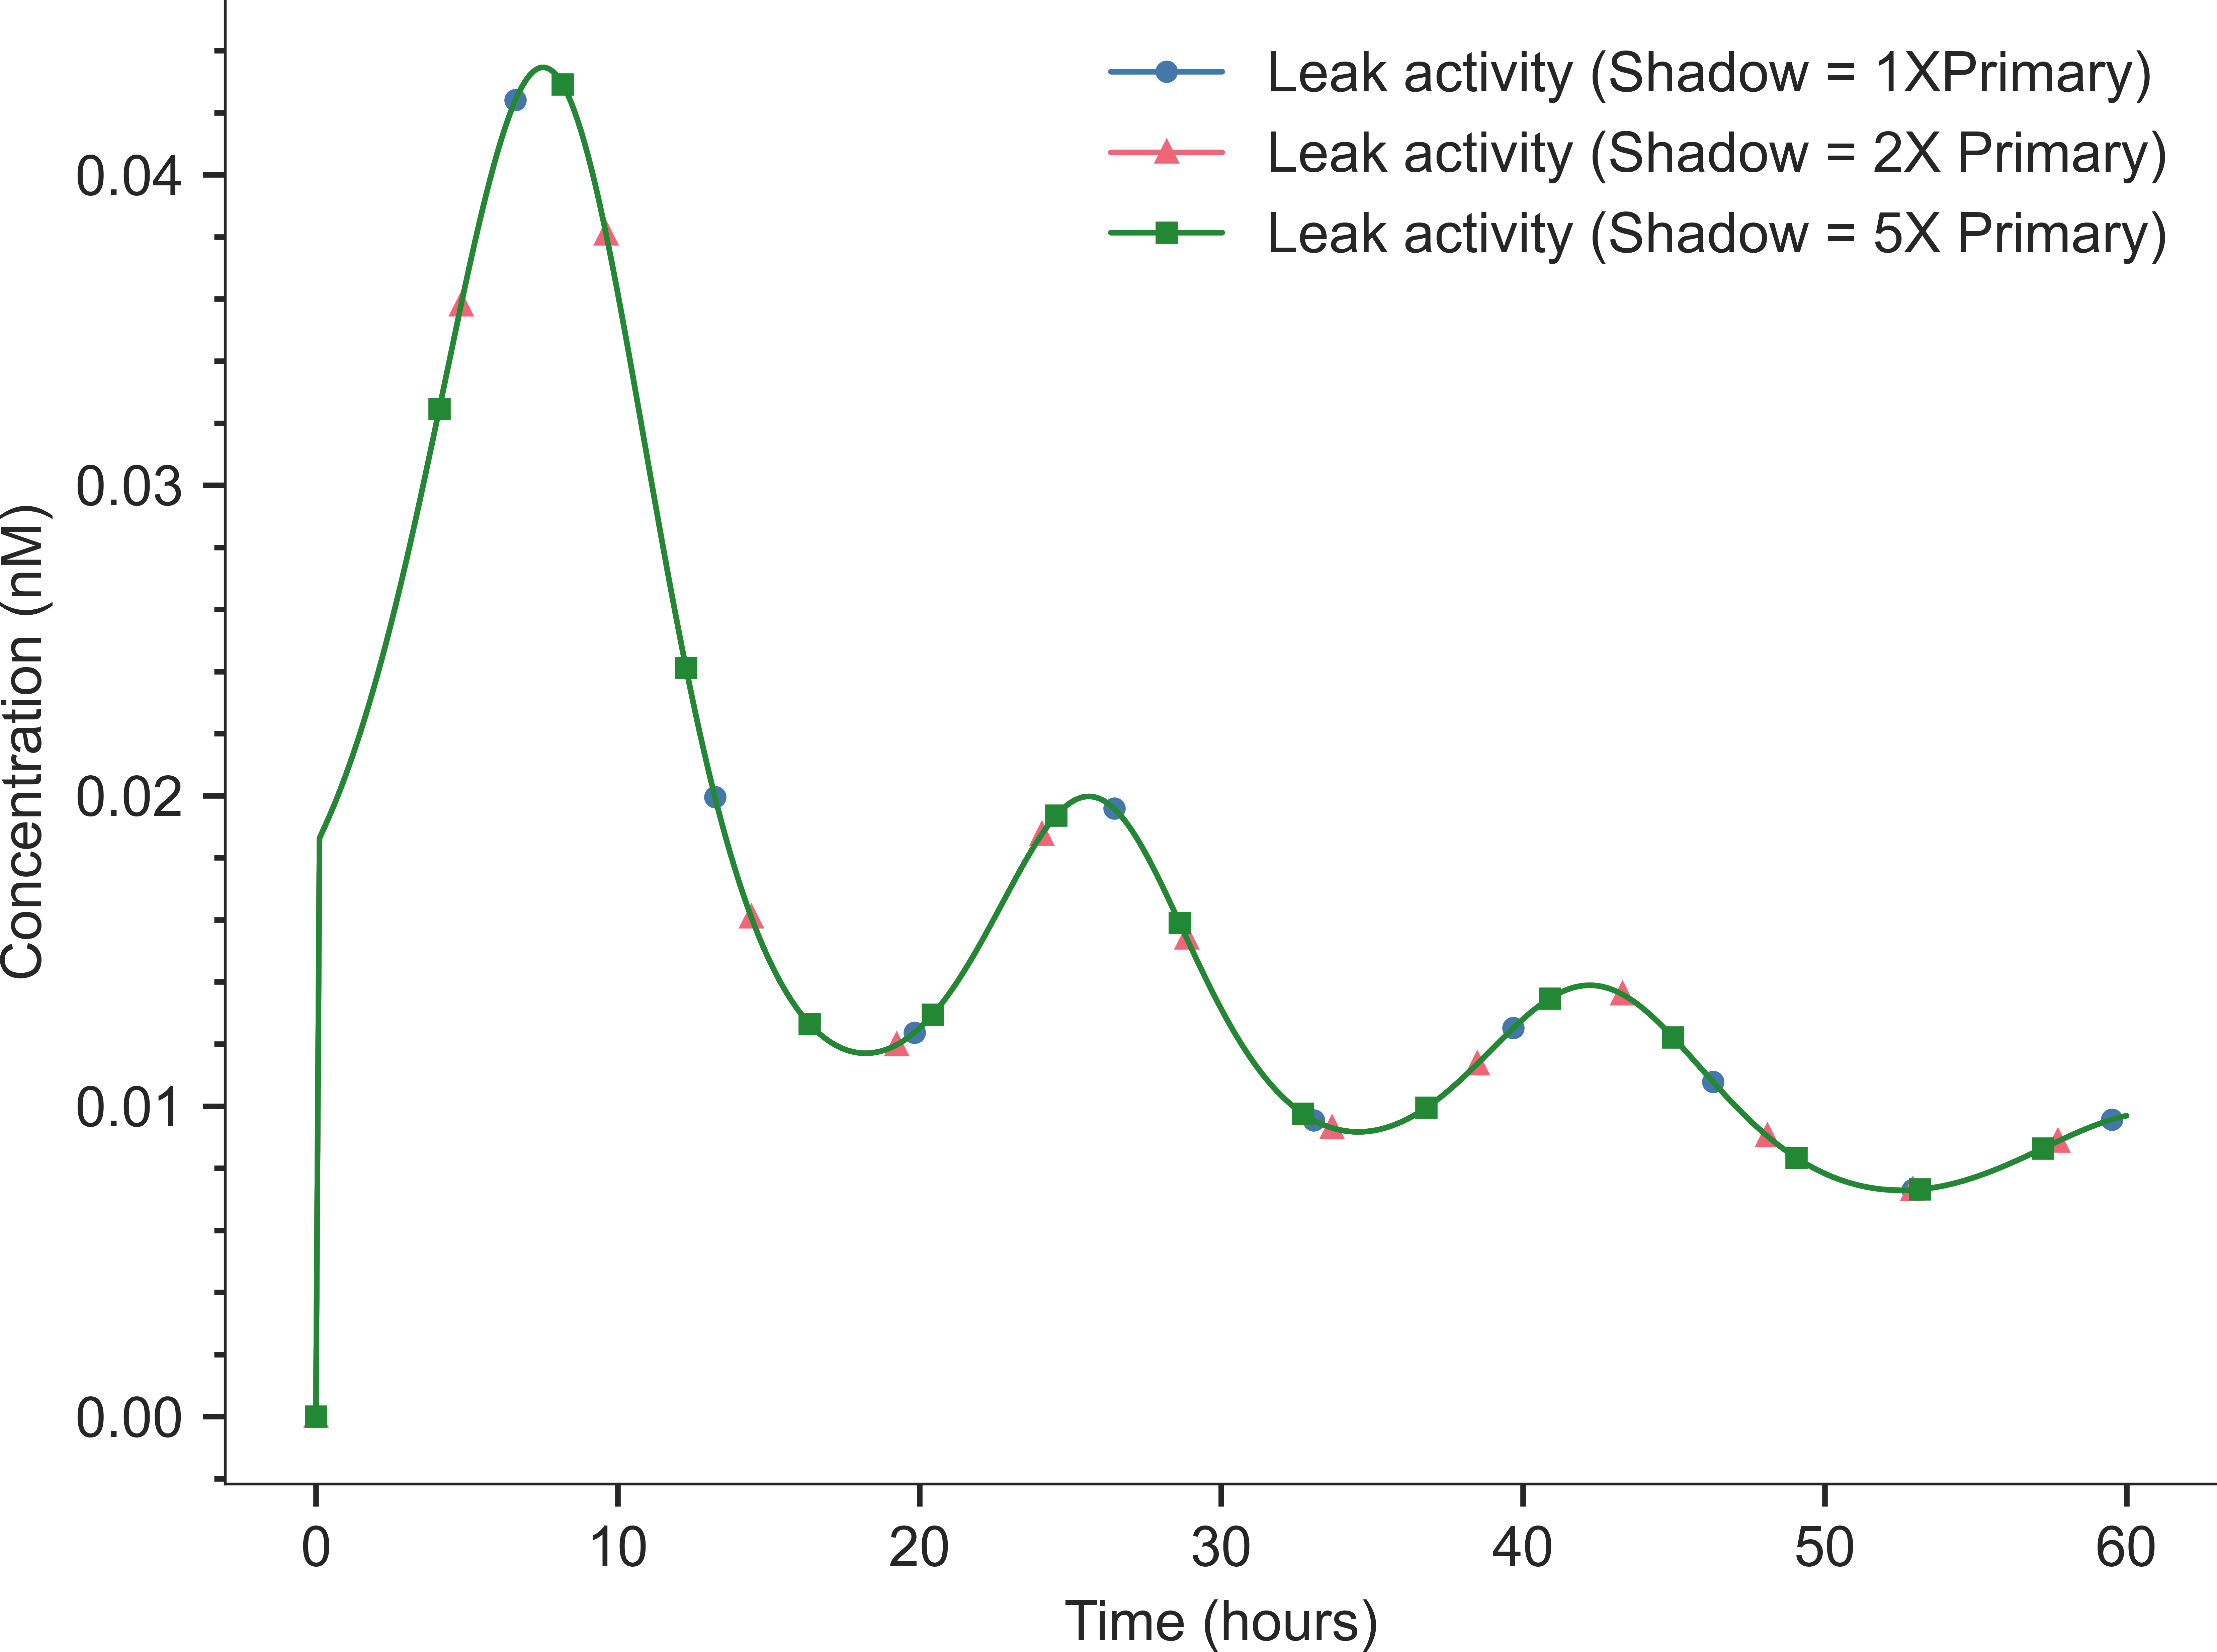 Leak activity (Shadow = 1XPrimary)
Leak activity (Shadow = 2X Primary)
Leak activity (Shadow = 5X Primary)
Concentration (nM)
0.04
0.03
0.02
0.01
0.00
0 10 20 30 40 50 60
Time (hours)